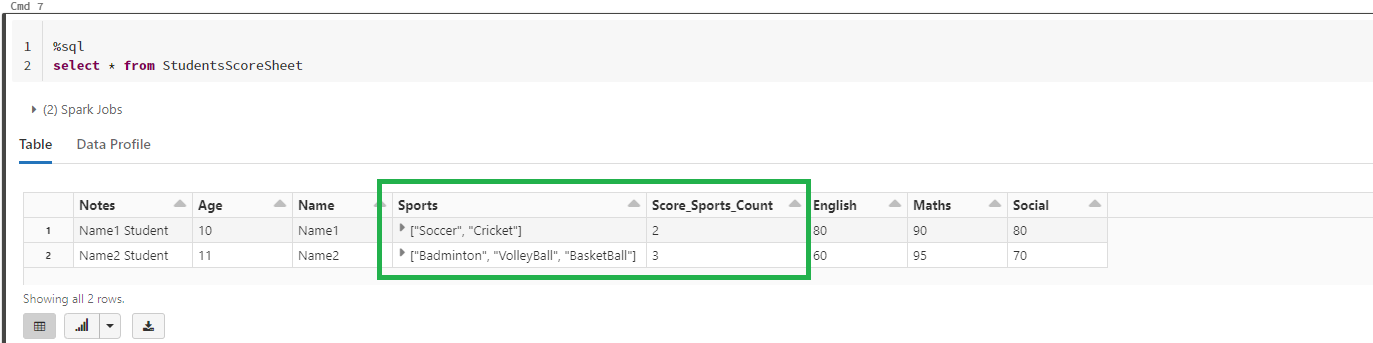 Cmd 7
1 %sql
2 select * from StudentsScoreSheet
(2) Spark Jobs
Table Data Profile
Notes Age Name Sports Score_Sports_Count English Maths Social
1 Name1 Student 10 Name1 ["Soccer", "Cricket"] 2 80 90 80
2 Name2 Student 11 Name2 ["Badminton", "VolleyBall", "BasketBall"] 3 60 95 70
Showing all 2 rows.